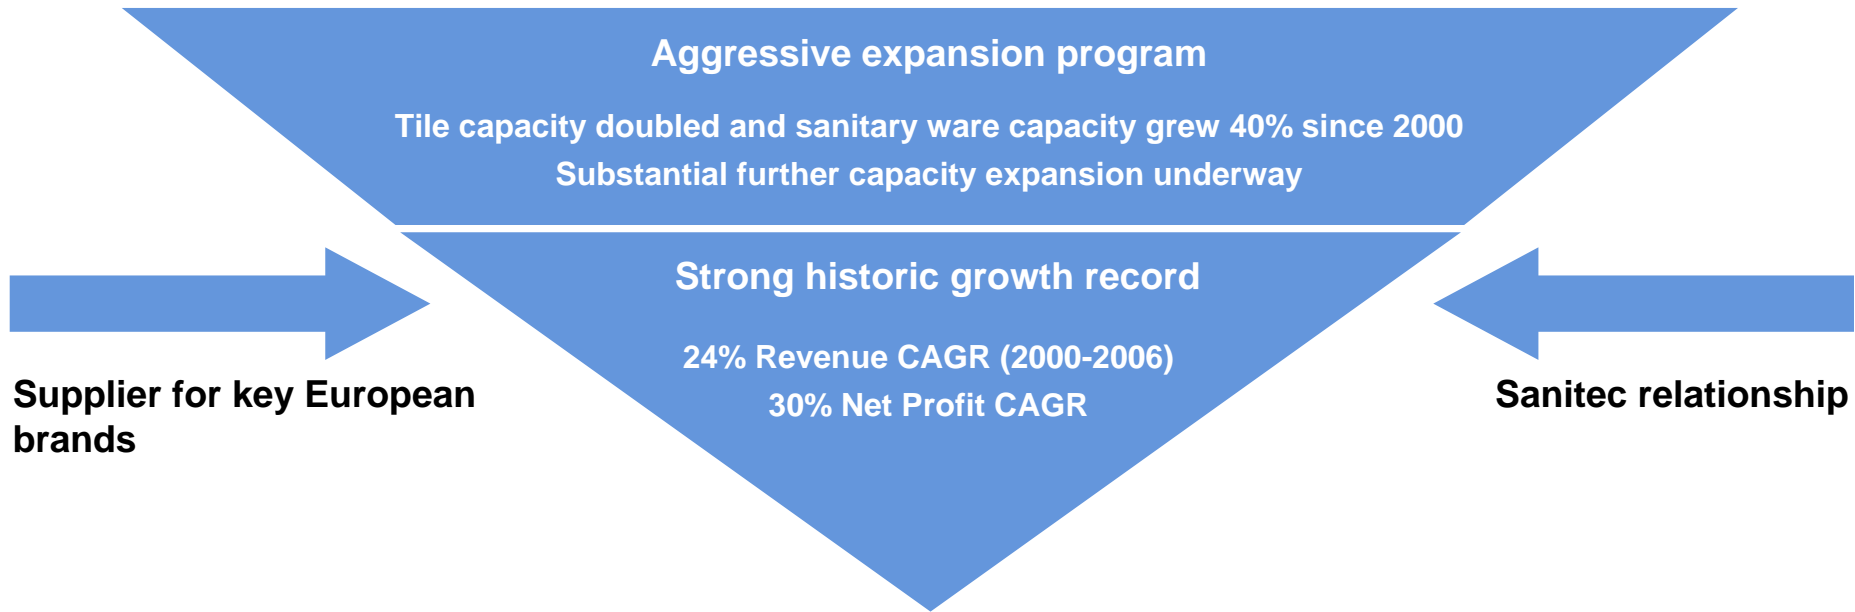 Aggressive expansion program
Tile capacity doubled and sanitary ware capacity grew 40% since 2000
Substantial further capacity expansion underway
Strong historic growth record
24% Revenue CAGR (2000-2006)
30% Net Profit CAGR
Supplier for key European
brands
Sanitec relationship